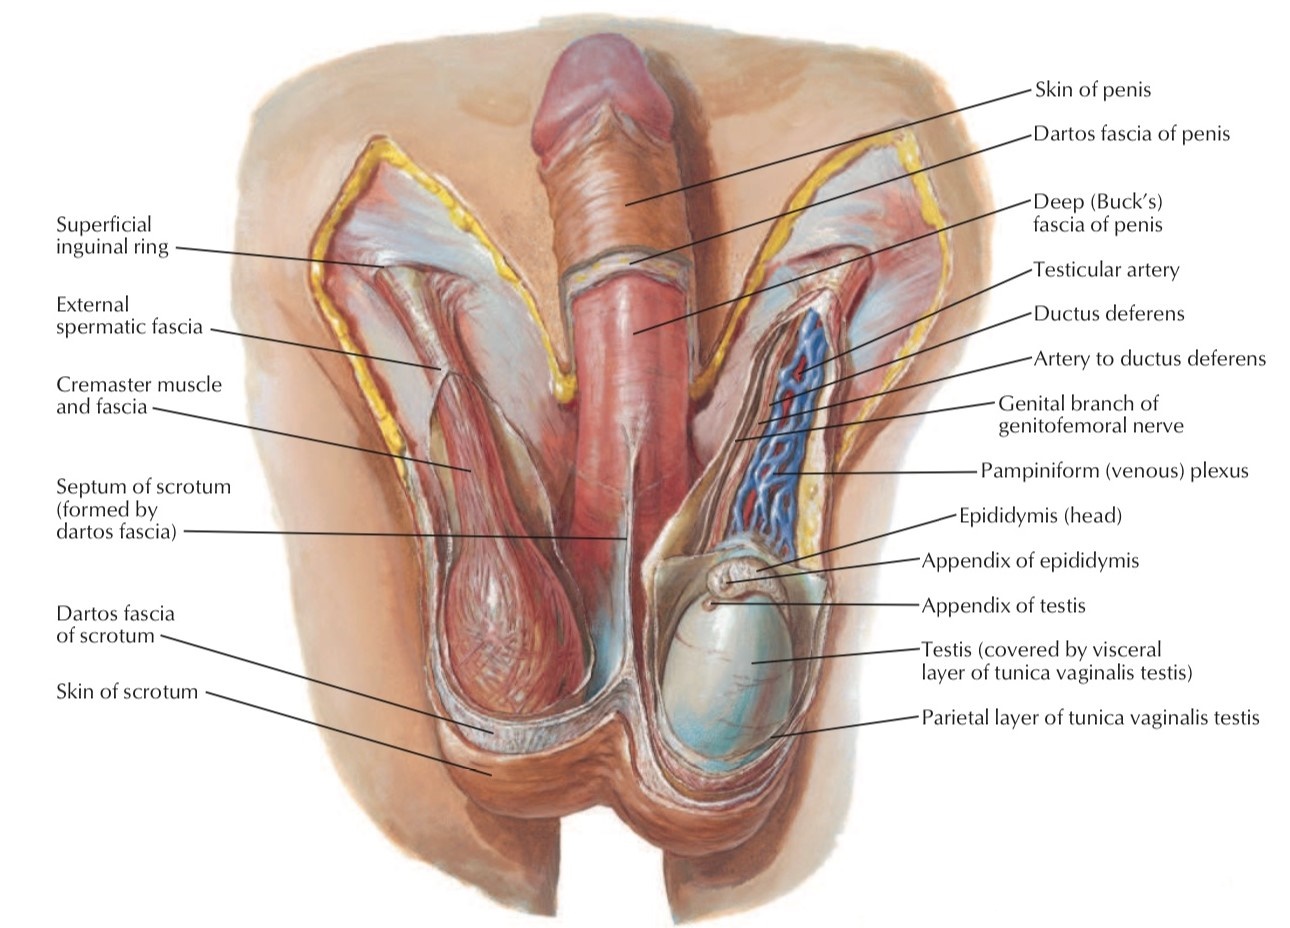 Superficial
inguinal ring
External
spermatic fascia
Cremaster muscle
and fascia
Septum of scrotum
(formed by
dartos fascia)
Dartos fascia
of scrotum
Skin of scrotum
Skin of penis
Dartos fascia of penis
Deep (Buck’s)
fascia of penis
Testicular artery
Ductus deferens
Artery to ductus deferens
Genital branch of
genitofemoral nerve
Pampiniform (venous) plexus
Epididymis (head)
Appendix of epididymis
Appendix of testis
Testis (covered by visceral
layer of tunica vaginalis testis)
Parietal layer of tunica vaginalis testis